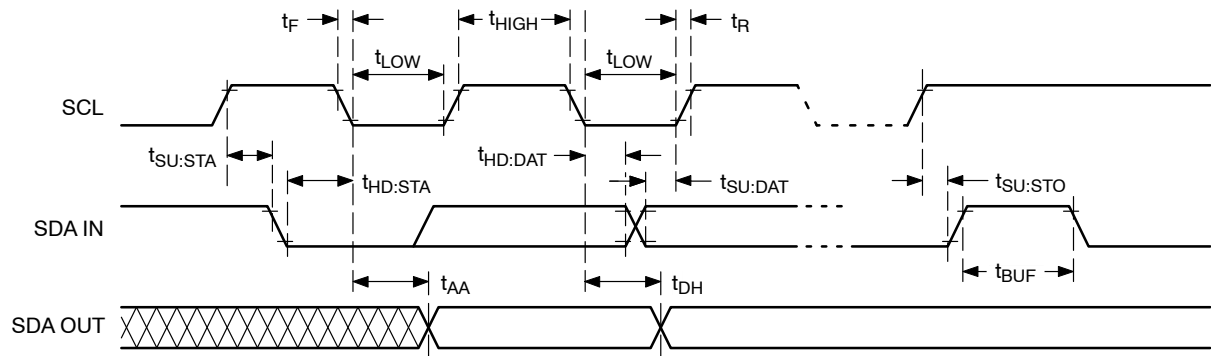 tF
tHIGH
tR
tLOW
tLOW
SCL
tSU:STA
tHD:STA
tHD:DAT
tSU:DAT
tSU:STO
SDA IN
tAA
tDH
tBUF
SDA OUT